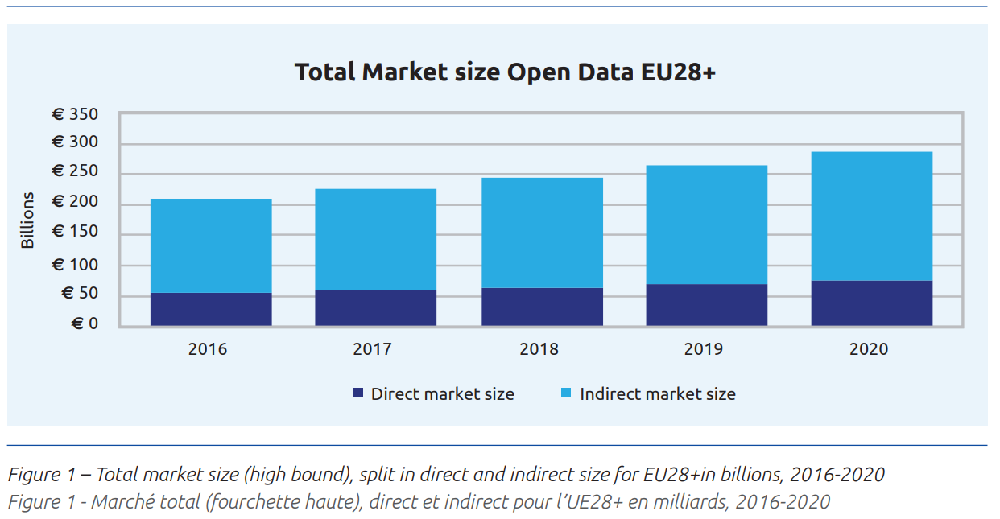 Total Market size Open Data EU28+
€ 350
€ 300
€ 250
€ 200
€ 150
€ 100
€ 50
€ 0
Billions
2016 2017 2018 2019 2020
Direct market size Indirect market size
Figure 1 – Total market size (high bound), split in direct and indirect size for EU28+in billions, 2016-2020
Figure 1 - Marché total (fourchette haute), direct et indirect pour l’UE28+ en milliards, 2016-2020